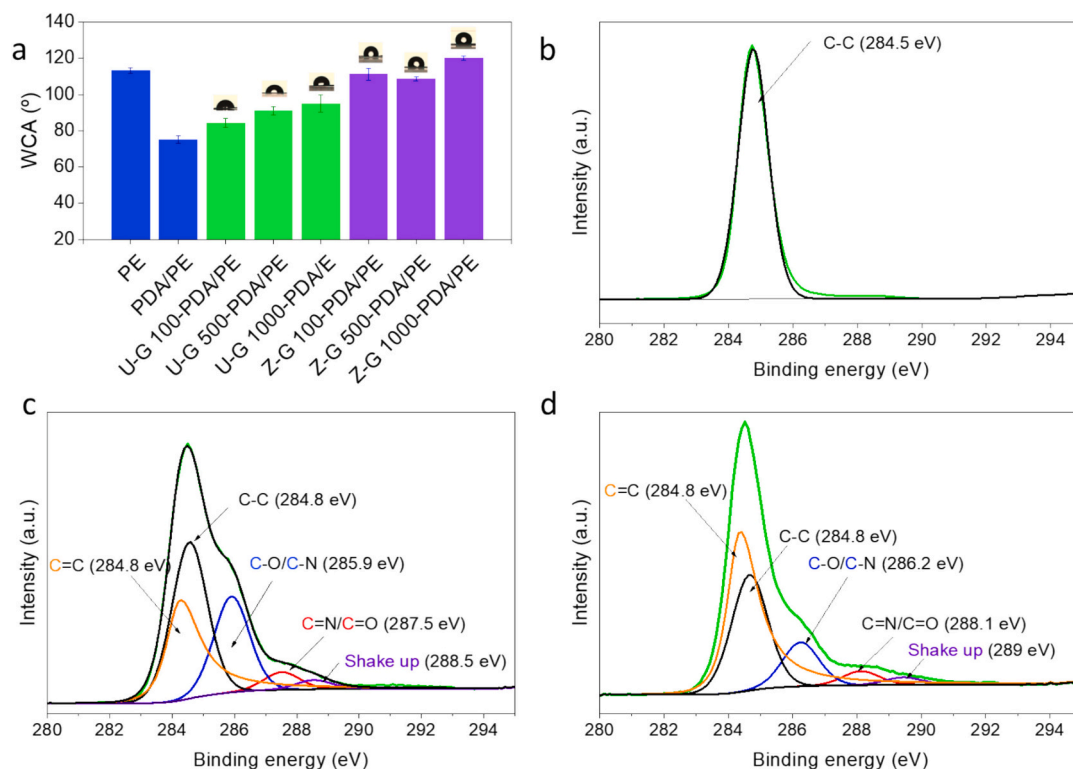 a
140
120
100
80
60
40
20
WCA (º)
PE
PDA/PE
U-G 100-PDA/PE
U-G 500-PDA/PE
U-G 1000-PDA/E
Z-G 100-PDA/PE
Z-G 500-PDA/PE
Z-G 1000-PDA/PE
b
C-C (284.5 eV)
Intensity (a.u.)
280 282 284 286 288 290 292 294
Binding energy (eV)
c
C-C (284.8 eV)
C=C (284.8 eV)
C-O/C-N (285.9 eV)
C=N/C=O (287.5 eV)
Shake up (288.5 eV)
Intensity (a.u.)
280 282 284 286 288 290 292 294
Binding energy (eV)
d
C=C (284.8 eV)
C-C (284.8 eV)
C-O/C-N (286.2 eV)
C=N/C=O (288.1 eV)
Shake up (289 eV)
Intensity (a.u.)
280 282 284 286 288 290 292 294
Binding energy (eV)